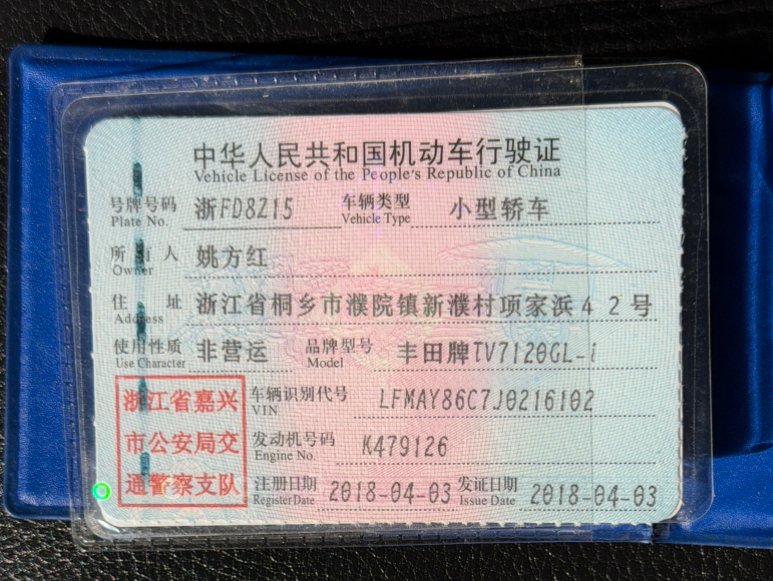 中华人民共和国机动车行驶证
Vehicle License of the People's Republic of China
号牌号码 浙FD8Z15 车辆类型 小型轿车
Plate No. Vehicle Type
所有人 姚方红
Owner
住址 浙江省桐乡市濮院镇新濮村项家浜42号
Address
使用性质 非营运 品牌型号 丰田牌TV7120GL-i
Use Character Model
浙江省嘉兴 车辆识别代号 LFMAY86C7J0216102
VIN
市公安局交 发动机号码 K479126
Engine No.
通警察支队 注册日期 2018-04-03 发证日期 2018-04-03
Register Date Issue Date